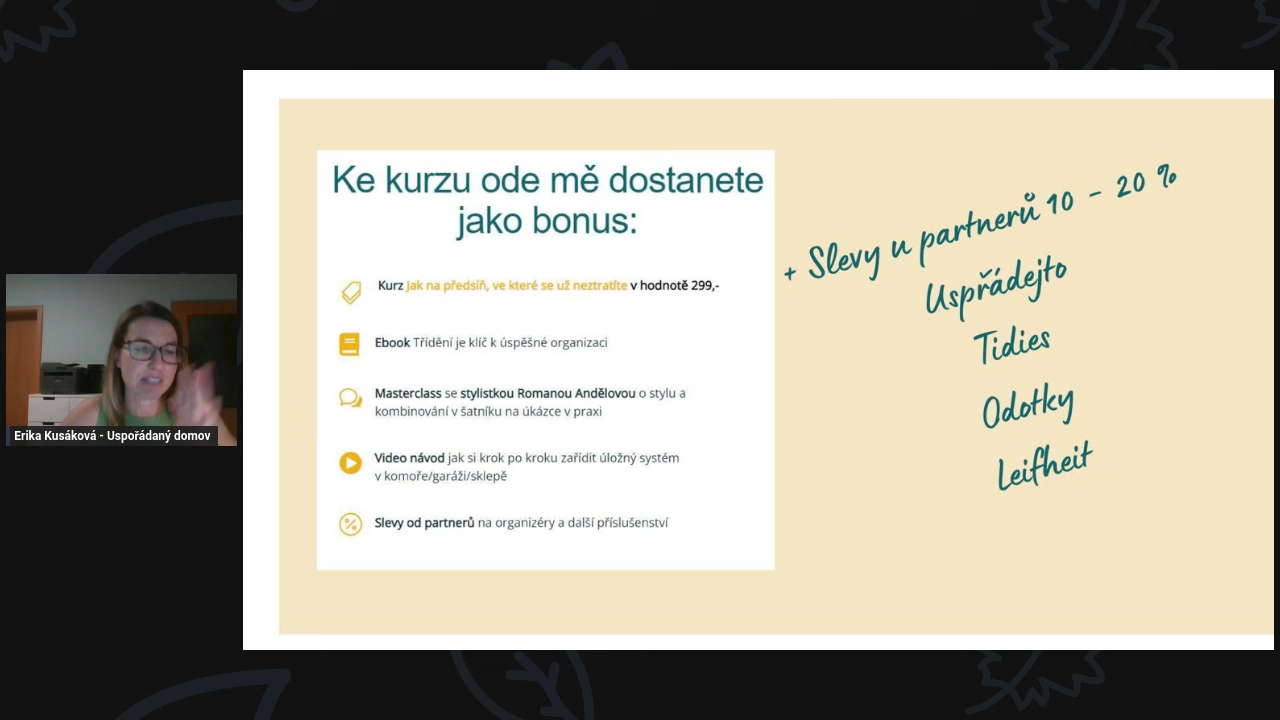 Ke kurzu ode mě dostanete
jako bonus:
Kurz Jak na předsíň, ve které se už neztratíte v hodnotě 299,-
Ebook Třídění je klíč k úspěšné organizaci
Masterclass se stylistkou Romanou Andělovou o stylu a
kombinování v šatníku na úkázce v praxi
Video návod jak si krok po kroku zařídit úložný systém
v komoře/garáži/sklepě
Slevy od partnerů na organizéry a další příslušenství
+ Slevy u partnerů 10 - 20 %
Uspřádejto
Tidies
Odotky
Leifheit
Erika Kusáková - Uspořádaný domov